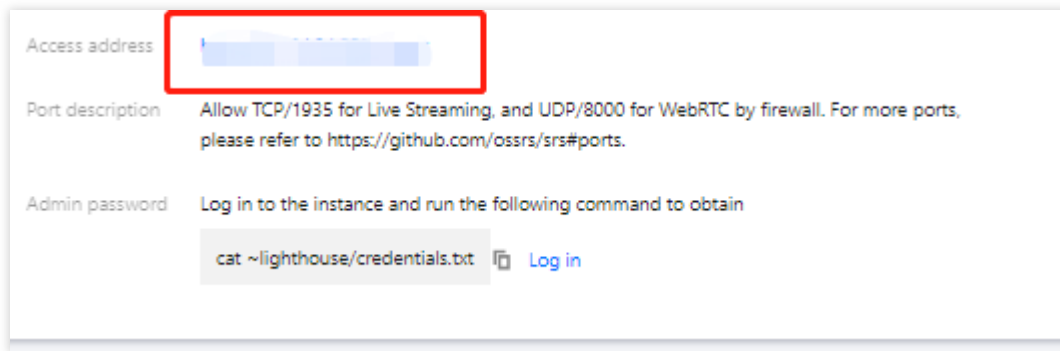 Access address
Port description
Allow TCP/1935 for Live Streaming, and UDP/8000 for WebRTC by firewall. For more ports,
please refer to https://github.com/ossrs/srs#ports.
Admin password
Log in to the instance and run the following command to obtain
cat ~lighthouse/credentials.txt
Log in